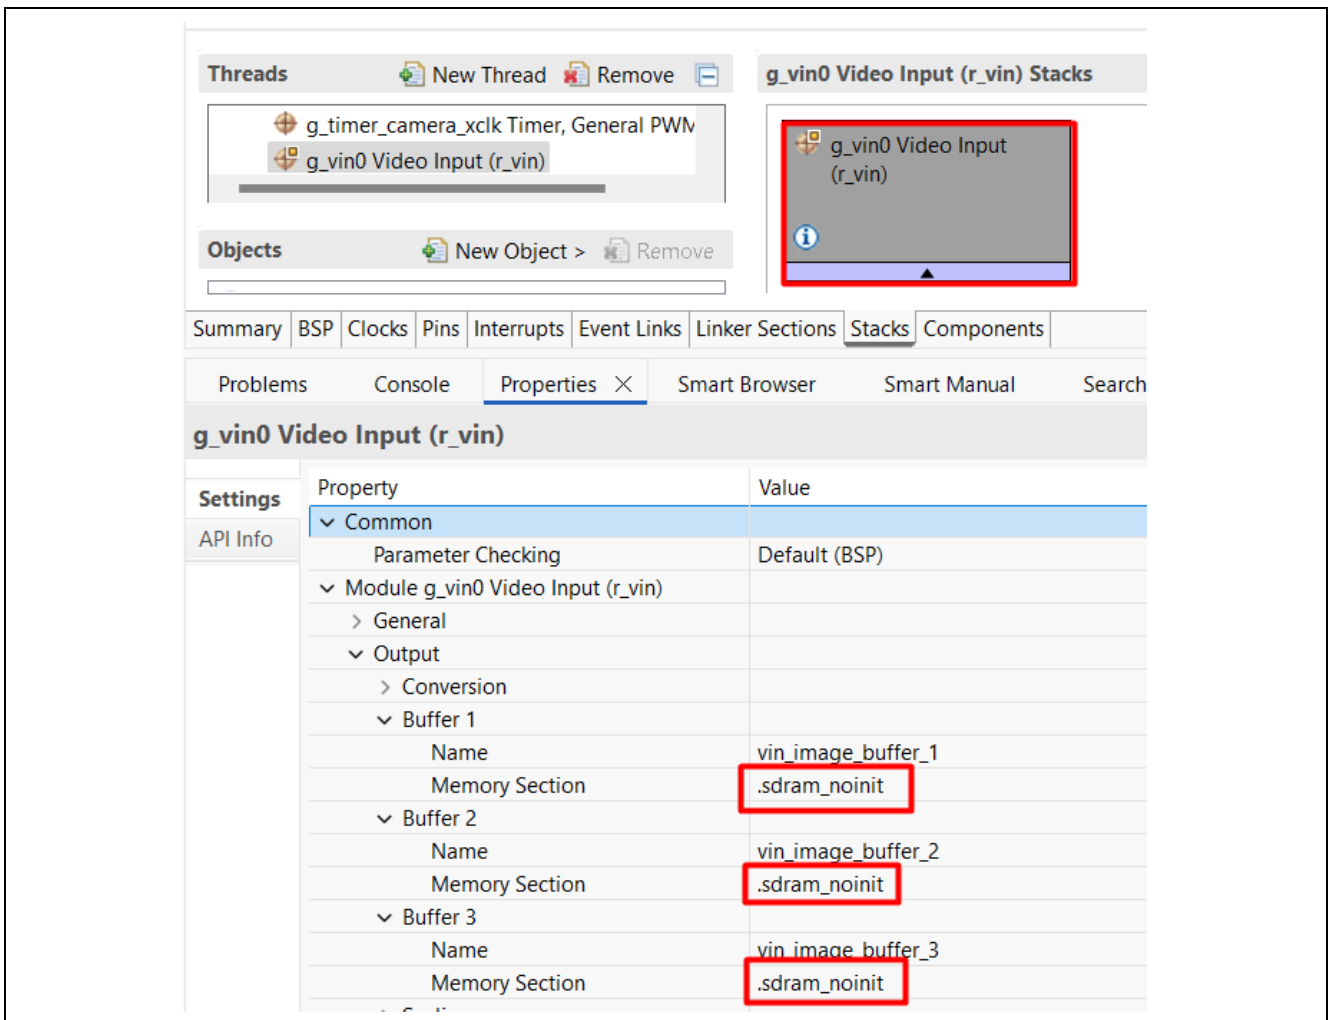 Threads New Thread Remove
g_vin0 Video Input (r_vin) Stacks
g_timer_camera_xclk Timer, General PWM
g_vin0 Video Input (r_vin)
g_vin0 Video Input
(r_vin)
Objects New Object > Remove
Summary BSP Clocks Pins Interrupts Event Links Linker Sections Stacks Components
Problems Console Properties Smart Browser Smart Manual Search
g_vin0 Video Input (r_vin)
Settings
API Info
Property Value
Common
Parameter Checking Default (BSP)
Module g_vin0 Video Input (r_vin)
General
Output
Conversion
Buffer 1
Name vin_image_buffer_1
Memory Section .sdram_noinit
Buffer 2
Name vin_image_buffer_2
Memory Section .sdram_noinit
Buffer 3
Name vin_image_buffer_3
Memory Section .sdram_noinit